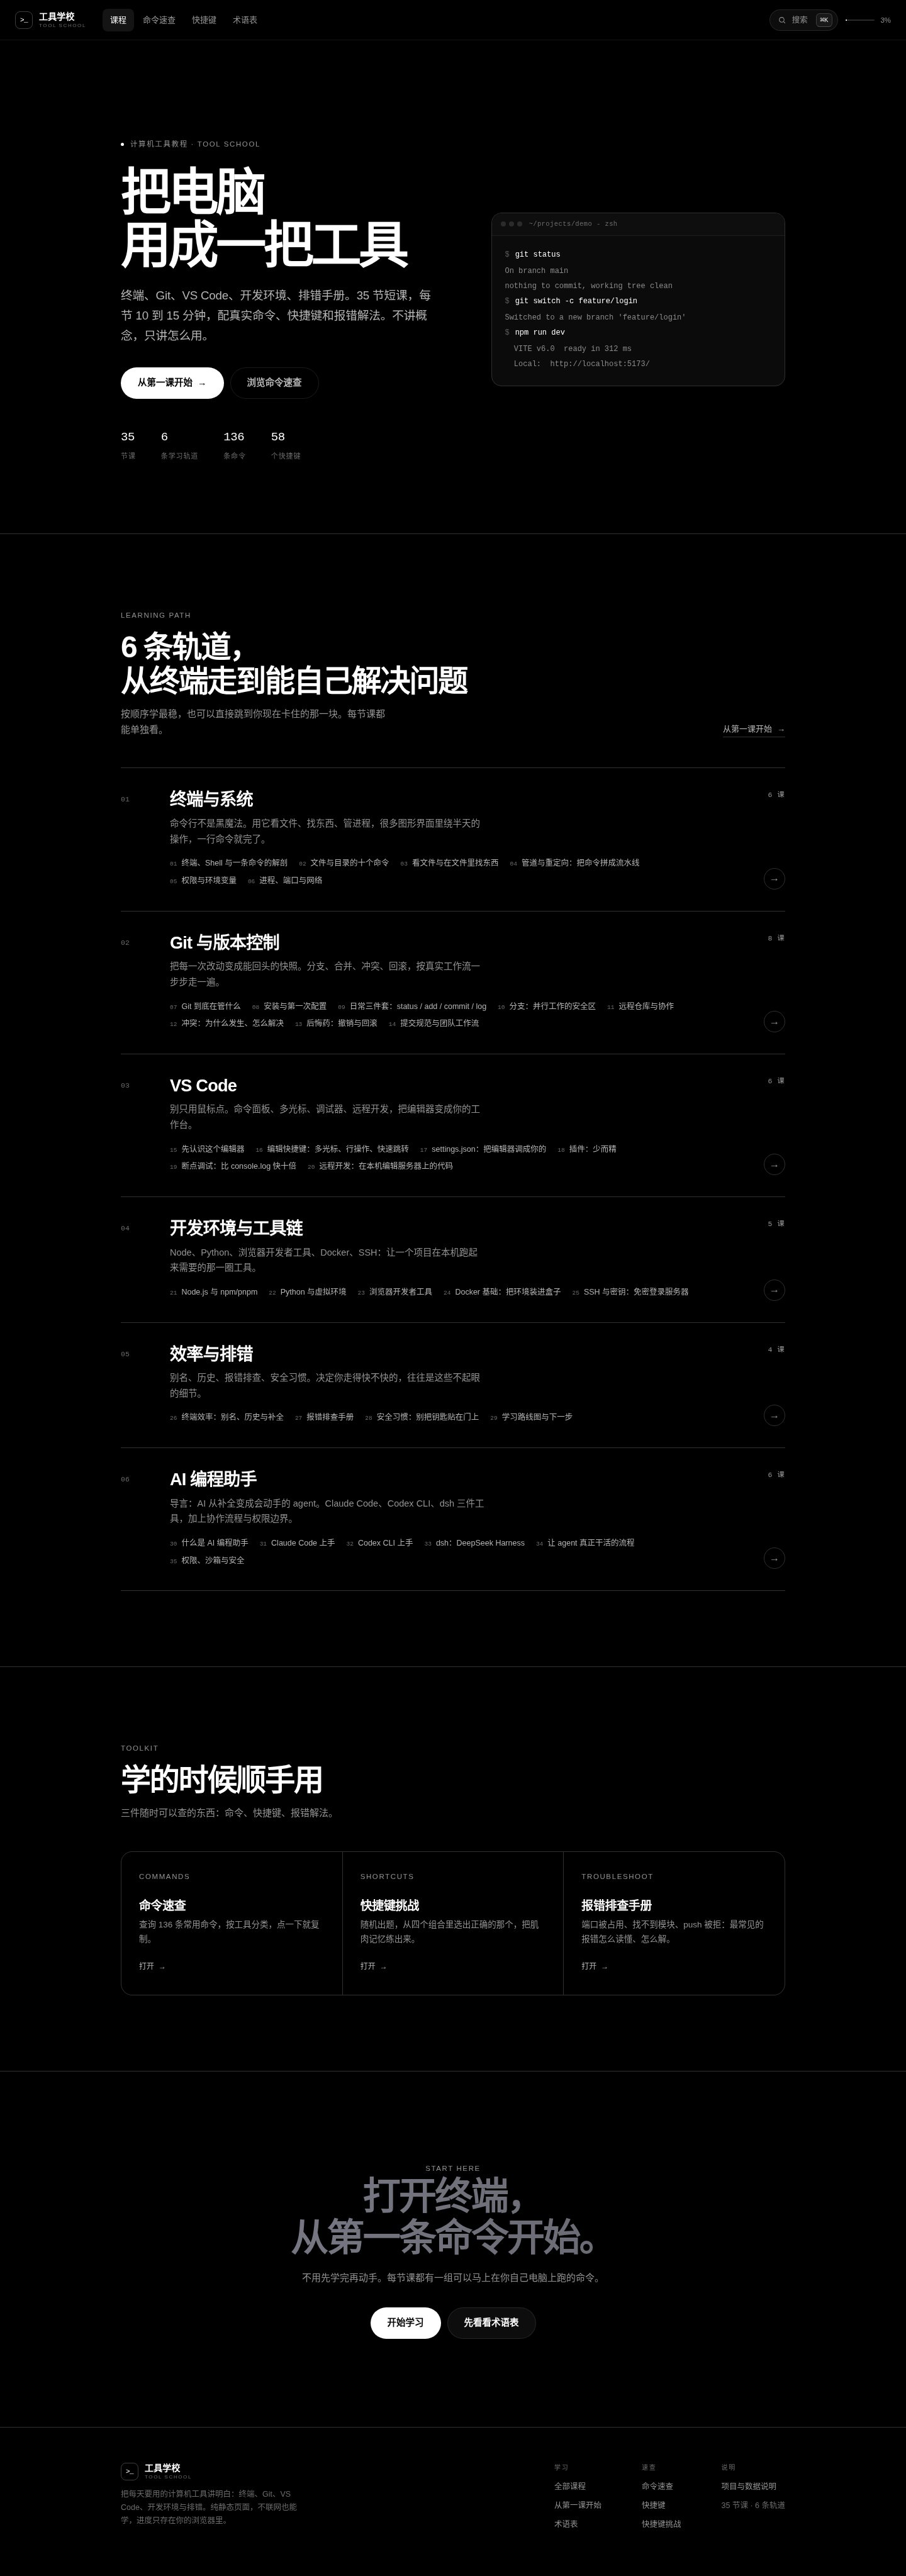 >_ 工具学校
TOOL SCHOOL
课程 命令速查 快捷键 术语表
搜索 ⌘K 3%
计算机工具教程 · TOOL SCHOOL
把电脑
用成一把工具
终端、Git、VS Code、开发环境、排错手册。35 节短课，每
节 10 到 15 分钟，配真实命令、快捷键和报错解法。不讲概
念，只讲怎么用。
从第一课开始 →
浏览命令速查
35 6 136 58
节课 条学习轨道 条命令 个快捷键
~/projects/demo - zsh
$ git status
On branch main
nothing to commit, working tree clean
$ git switch -c feature/login
Switched to a new branch 'feature/login'
$ npm run dev
VITE v6.0 ready in 312 ms
Local: http://localhost:5173/
LEARNING PATH
6 条轨道，
从终端走到能自己解决问题
按顺序学最稳，也可以直接跳到你现在卡住的那一块。每节课都
能单独看。
从第一课开始 →
01
终端与系统
6 课
命令行不是黑魔法。用它看文件、找东西、管进程，很多图形界面里绕半天的
操作，一行命令就完了。
01 终端、Shell 与一条命令的解剖 02 文件与目录的十个命令 03 看文件与在文件里找东西 04 管道与重定向：把命令拼成流水线
05 权限与环境变量 06 进程、端口与网络
→
02
Git 与版本控制
8 课
把每一次改动变成能回头的快照。分支、合并、冲突、回滚，按真实工作流一
步步走一遍。
07 Git 到底在管什么 08 安装与第一次配置 09 日常三件套：status / add / commit / log 10 分支：并行工作的安全区 11 远程仓库与协作
12 冲突：为什么发生、怎么解决 13 后悔药：撤销与回滚 14 提交规范与团队工作流
→
03
VS Code
6 课
别只用鼠标点。命令面板、多光标、调试器、远程开发，把编辑器变成你的工
作台。
15 先认识这个编辑器 16 编辑快捷键：多光标、行操作、快速跳转 17 settings.json：把编辑器调成你的 18 插件：少而精
19 断点调试：比 console.log 快十倍 20 远程开发：在本机编辑服务器上的代码
→
04
开发环境与工具链
5 课
Node、Python、浏览器开发者工具、Docker、SSH：让一个项目在本机跑起
来需要的那一圈工具。
21 Node.js 与 npm/pnpm 22 Python 与虚拟环境 23 浏览器开发者工具 24 Docker 基础：把环境装进盒子 25 SSH 与密钥：免密登录服务器
→
05
效率与排错
4 课
别名、历史、报错排查、安全习惯。决定你走得快不快的，往往是这些不起眼
的细节。
26 终端效率：别名、历史与补全 27 报错排查手册 28 安全习惯：别把钥匙贴在门上 29 学习路线图与下一步
→
06
AI 编程助手
6 课
导言：AI 从补全变成会动手的 agent。Claude Code、Codex CLI、dsh 三件工
具，加上协作流程与权限边界。
30 什么是 AI 编程助手 31 Claude Code 上手 32 Codex CLI 上手 33 dsh：DeepSeek Harness 34 让 agent 真正干活的流程
35 权限、沙箱与安全
→
TOOLKIT
学的时候顺手用
三件随时可以查的东西：命令、快捷键、报错解法。
COMMANDS
命令速查
查询 136 条常用命令，按工具分类，点一下就复
制。
打开 →
SHORTCUTS
快捷键挑战
随机出题，从四个组合里选出正确的那个，把肌
肉记忆练出来。
打开 →
TROUBLESHOOT
报错排查手册
端口被占用、找不到模块、push 被拒：最常见的
报错怎么读懂、怎么解。
打开 →
START HERE
打开终端，
从第一条命令开始。
不用先学完再动手。每节课都有一组可以马上在你自己电脑上跑的命令。
开始学习
先看看术语表
>_ 工具学校
TOOL SCHOOL
把每天要用的计算机工具讲明白：终端、Git、VS
Code、开发环境与排错。纯静态页面，不联网也能
学，进度只存在你的浏览器里。
学习
全部课程
从第一课开始
术语表
速查
命令速查
快捷键
快捷键挑战
说明
项目与数据说明
35 节课 · 6 条轨道